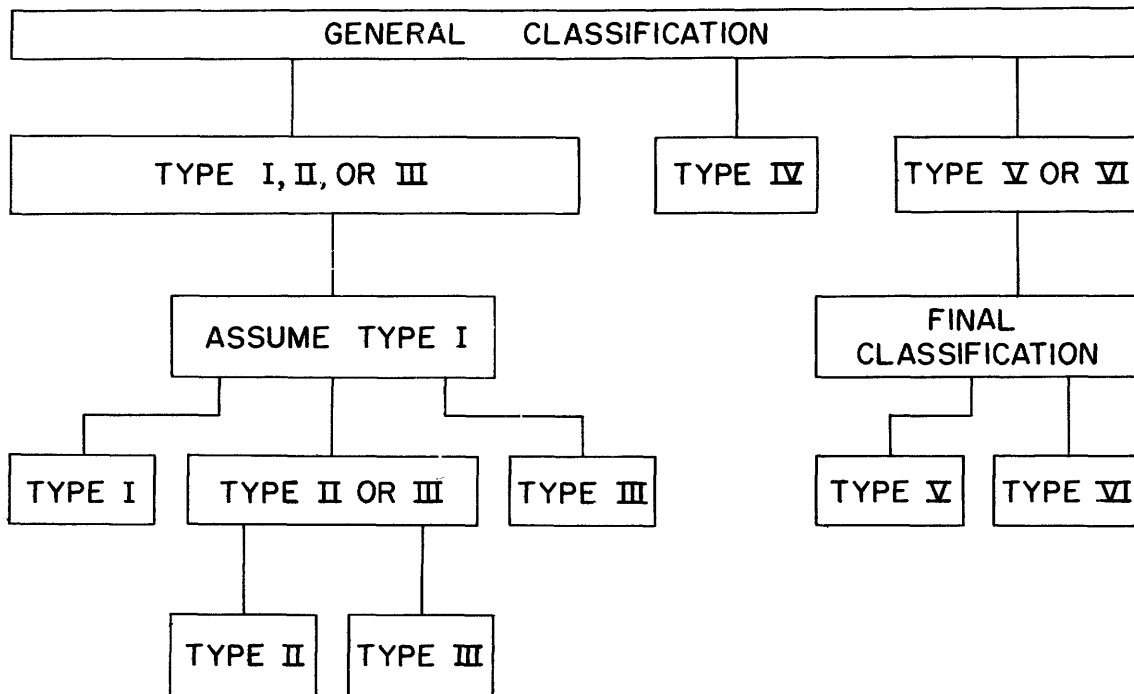 GENERAL CLASSIFICATION
TYPE I, II, OR III
TYPE IV
TYPE V OR VI
ASSUME TYPE I
FINAL
CLASSIFICATION
TYPE I
TYPE II OR III
TYPE III
TYPE V
TYPE VI
TYPE II
TYPE III